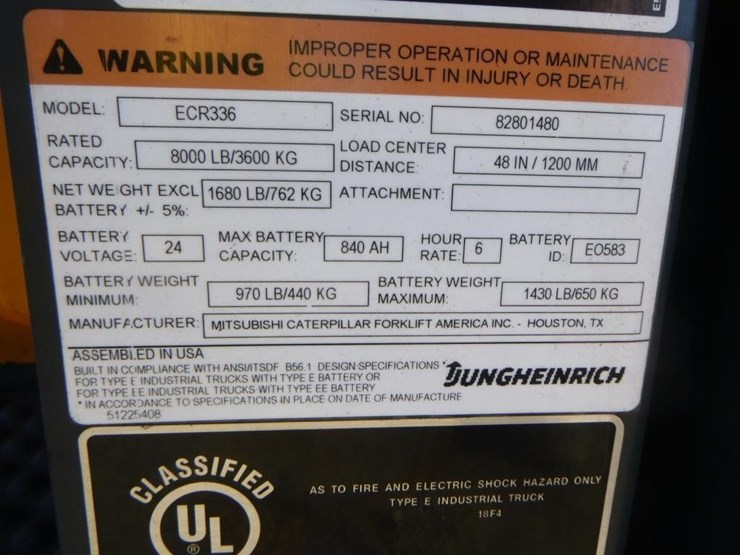 WARNING IMPROPER OPERATION OR MAINTENANCE
COULD RESULT IN INJURY OR DEATH.
MODEL: ECR336 SERIAL NO: 82801480
RATED
CAPACITY: 8000 LB/3600 KG LOAD CENTER
DISTANCE: 48 IN / 1200 MM
NET WEIGHT EXCL
BATTERY +/- 5%: 1680 LB/762 KG ATTACHMENT:
BATTERY
VOLTAGE: 24 MAX BATTERY
CAPACITY: 840 AH HOUR
RATE: 6 BATTERY
ID: EO583
BATTERY WEIGHT
MINIMUM: 970 LB/440 KG BATTERY WEIGHT
MAXIMUM: 1430 LB/650 KG
MANUFACTURER: MITSUBISHI CATERPILLAR FORKLIFT AMERICA INC. - HOUSTON, TX
ASSEMBLED IN USA
BUILT IN COMPLIANCE WITH ANSI/ITSDF B56.1 DESIGN SPECIFICATIONS *
FOR TYPE E INDUSTRIAL TRUCKS WITH TYPE E BATTERY OR
FOR TYPE EE INDUSTRIAL TRUCKS WITH TYPE EE BATTERY
* IN ACCORDANCE TO SPECIFICATIONS IN PLACE ON DATE OF MANUFACTURE
51225408
JUNGHEINRICH
CLASSIFIED
UL
®
AS TO FIRE AND ELECTRIC SHOCK HAZARD ONLY
TYPE E INDUSTRIAL TRUCK
18F4